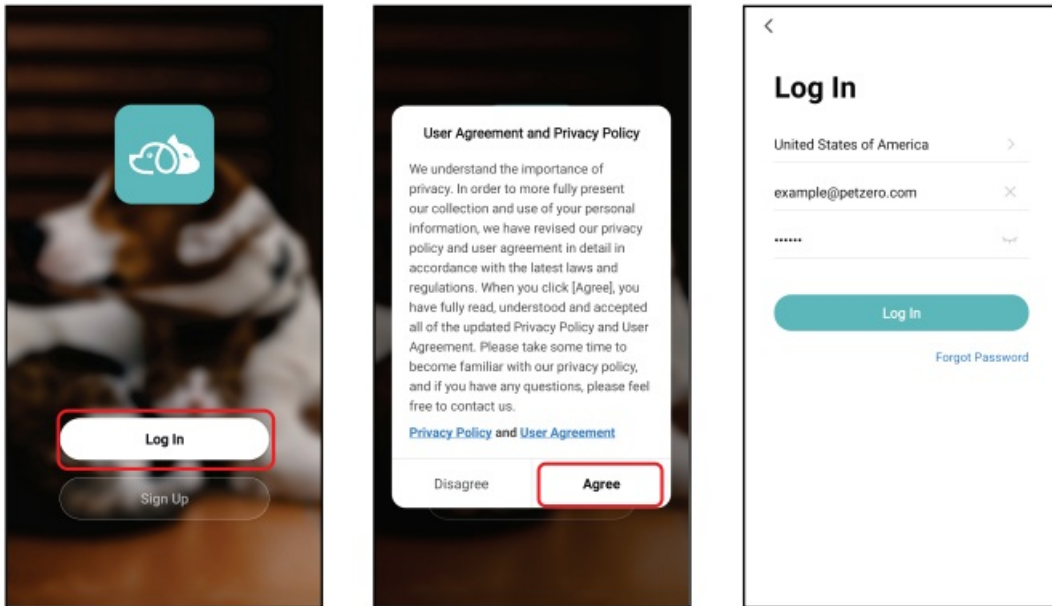 Log In
Sign Up
User Agreement and Privacy Policy
We understand the importance of
privacy. In order to more fully present
our collection and use of your personal
information, we have revised our privacy
policy and user agreement in detail in
accordance with the latest laws and
regulations. When you click [Agree], you
have fully read, understood and accepted
all of the updated Privacy Policy and User
Agreement. Please take some time to
become familiar with our privacy policy,
and if you have any questions, please feel
free to contact us.
Privacy Policy and User Agreement
Disagree
Agree
Log In
United States of America
example@petzero.com
••••••
Log In
Forgot Password